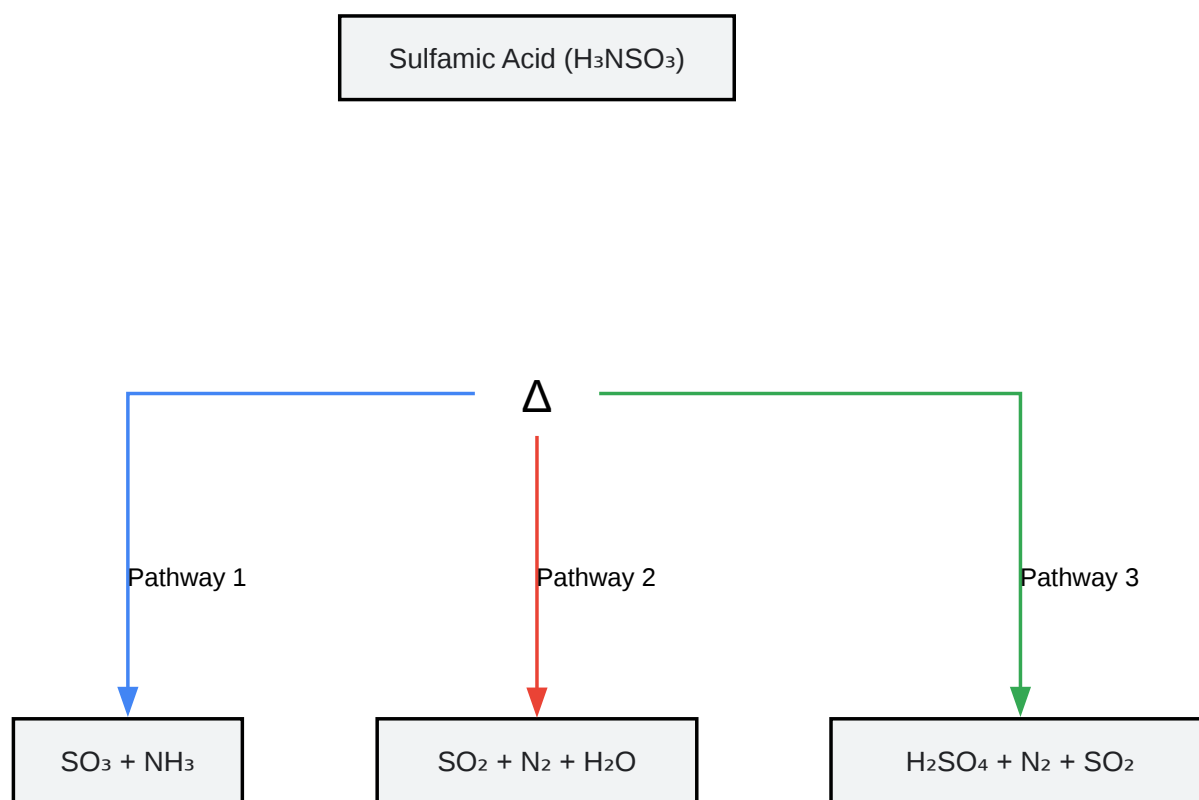 Sulfamic Acid (H₃NSO₃)
Δ
Pathway 1
Pathway 2
Pathway 3
SO₃ + NH₃
SO₂ + N₂ + H₂O
H₂SO₄ + N₂ + SO₂